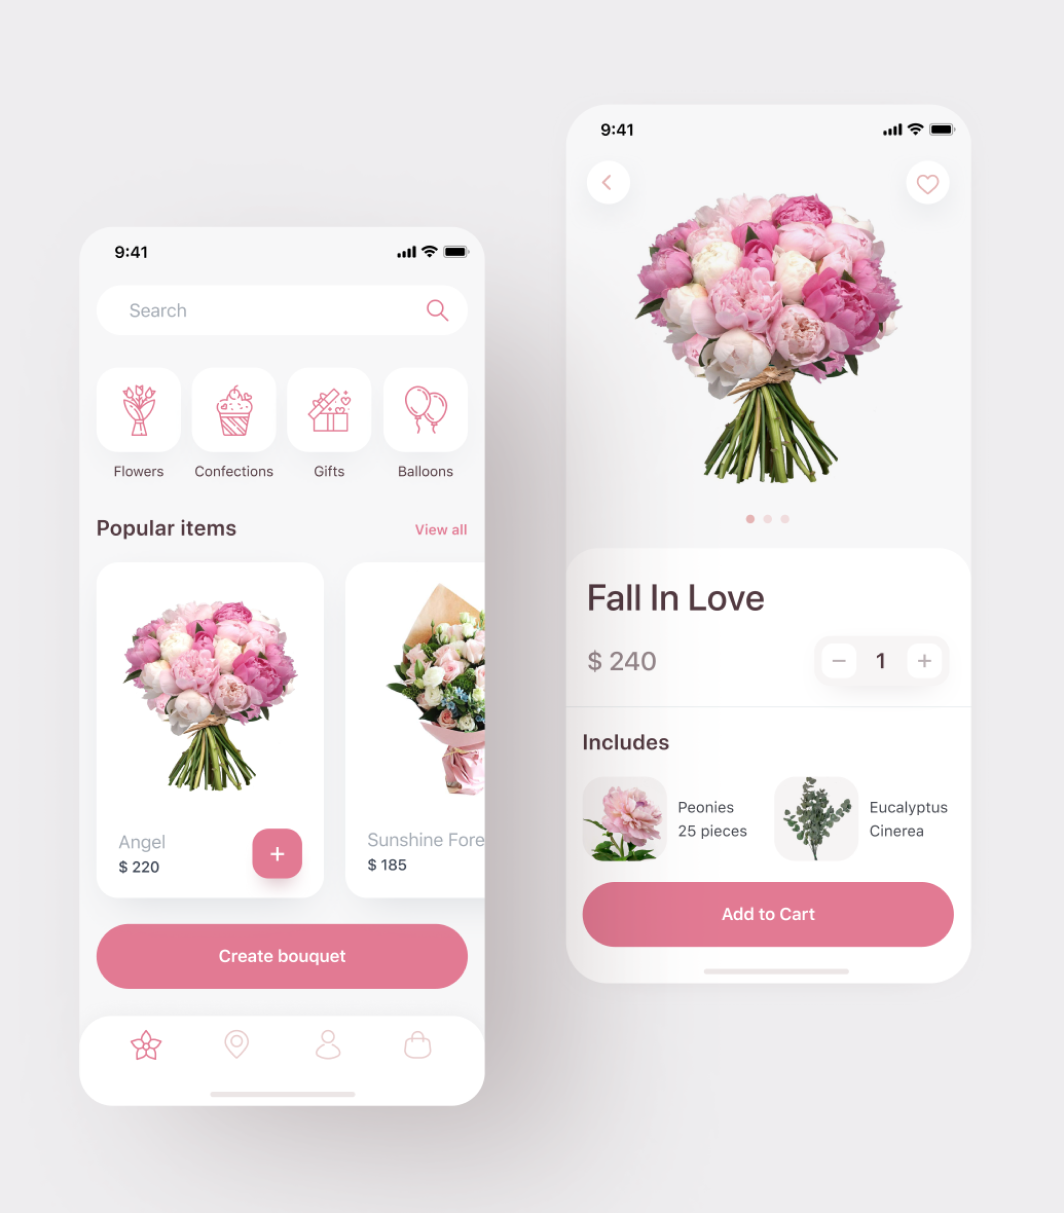 9:41
Search
Flowers
Confections
Gifts
Balloons
Popular items
View all
Angel
$ 220
Sunshine Fore
$ 185
Create bouquet
9:41
Fall In Love
$ 240
1
Includes
Peonies
25 pieces
Eucalyptus
Cinerea
Add to Cart